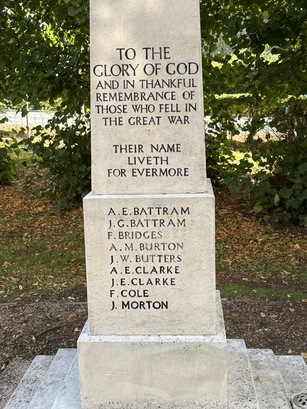 TO THE
GLORY OF GOD
AND IN THANKFUL
REMEMBRANCE OF
THOSE WHO FELL IN
THE GREAT WAR
THEIR NAME
LIVETH
FOR EVERMORE
A. E. BATTRAM
J. G. BATTRAM
F. BRIDGES
A. M. BURTON
J. W. BUTTERS
A. E. CLARKE
J. E. CLARKE
F. COLE
J. MORTON